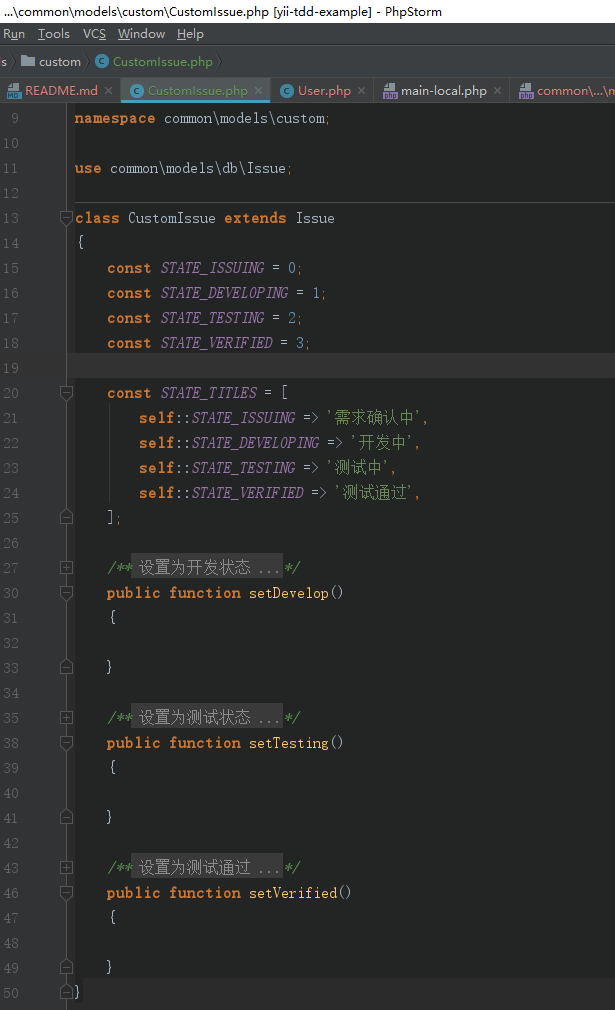 ...\common\models\custom\CustomIssue.php [yii-tdd-example] - PhpStorm
Run Tools VCS Window Help
s custom CustomIssue.php
README.md CustomIssue.php User.php main-local.php common\...\m
9 namespace common\models\custom;
10
11 use common\models\db\Issue;
12
13 class CustomIssue extends Issue
14 {
15 const STATE_ISSUING = 0;
16 const STATE_DEVELOPING = 1;
17 const STATE_TESTING = 2;
18 const STATE_VERIFIED = 3;
19
20 const STATE_TITLES = [
21 self::STATE_ISSUING => '需求确认中',
22 self::STATE_DEVELOPING => '开发中',
23 self::STATE_TESTING => '测试中',
24 self::STATE_VERIFIED => '测试通过',
25 ];
26
27 /** 设置为开发状态 ...*/
30 public function setDevelop()
31 {
32
33 }
34
35 /** 设置为测试状态 ...*/
38 public function setTesting()
39 {
40
41 }
42
43 /** 设置为测试通过 ...*/
46 public function setVerified()
47 {
48
49 }
50 }